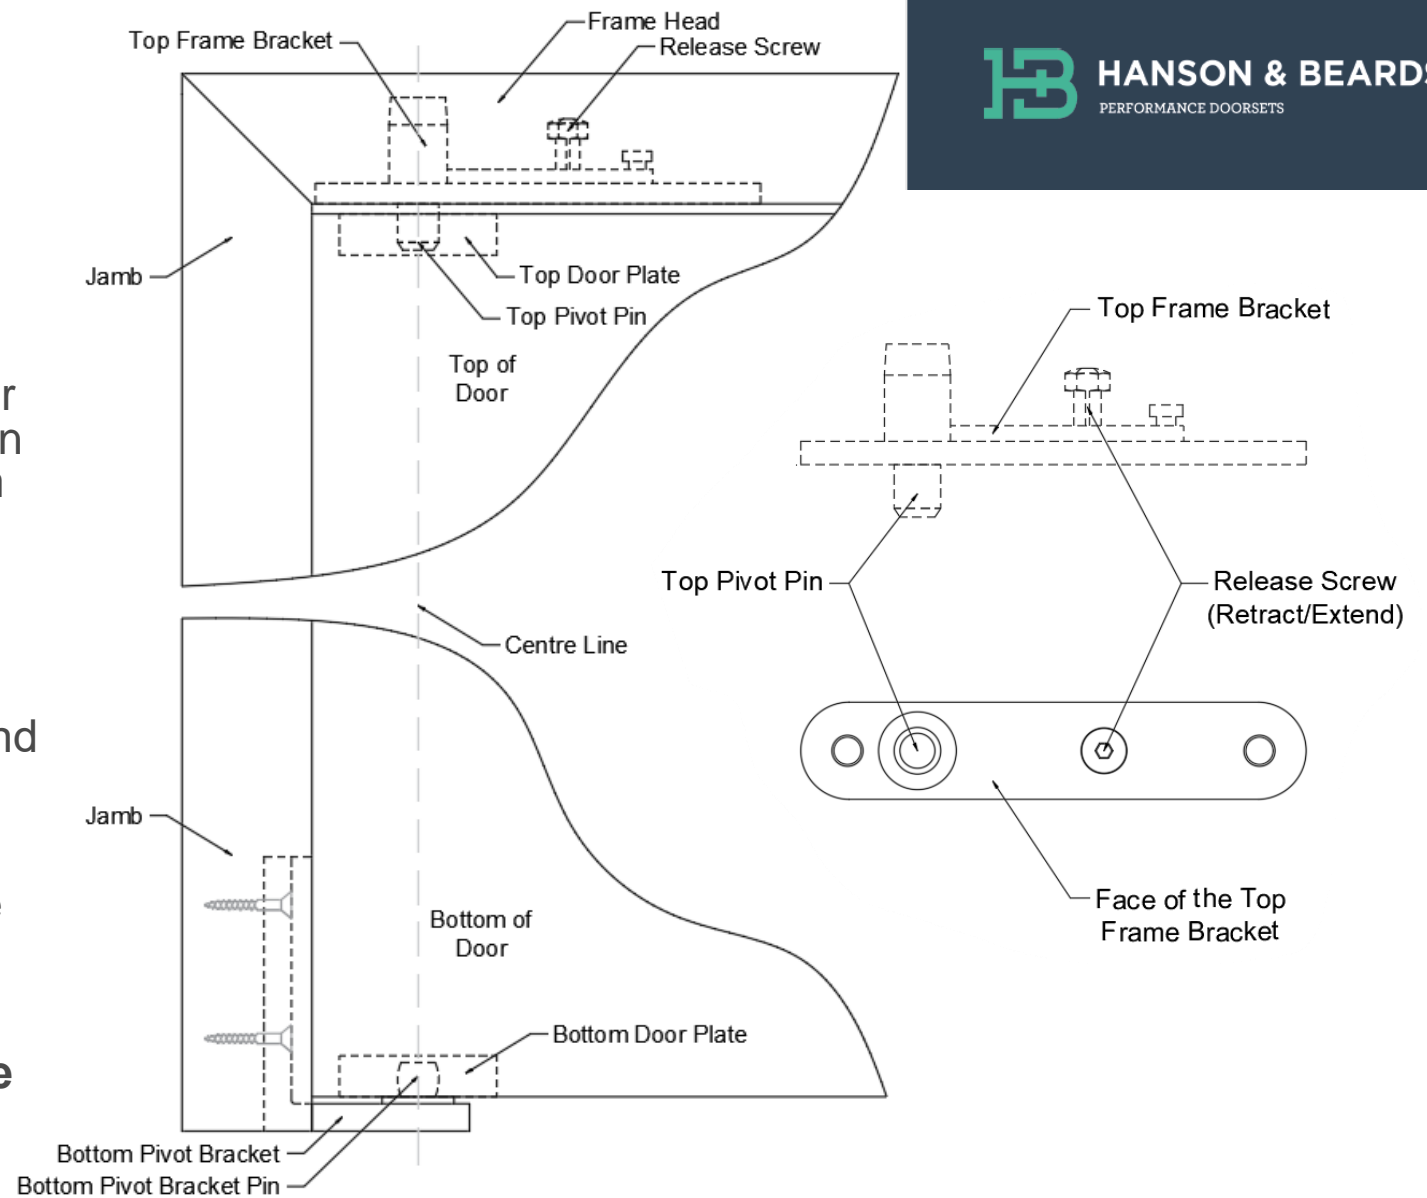 HANSON & BEARDS
PERFORMANCE DOORSETS
Frame Head
Top Frame Bracket
Release Screw
Jamb
Top Door Plate
Top Pivot Pin
Top of
Door
Top Frame Bracket
r
n
Top Pivot Pin
Release Screw
(Retract/Extend)
Centre Line
nd
Jamb
Face of the Top
Frame Bracket
Bottom of
Door
Bottom Door Plate
e
Bottom Pivot Bracket
Bottom Pivot Bracket Pin